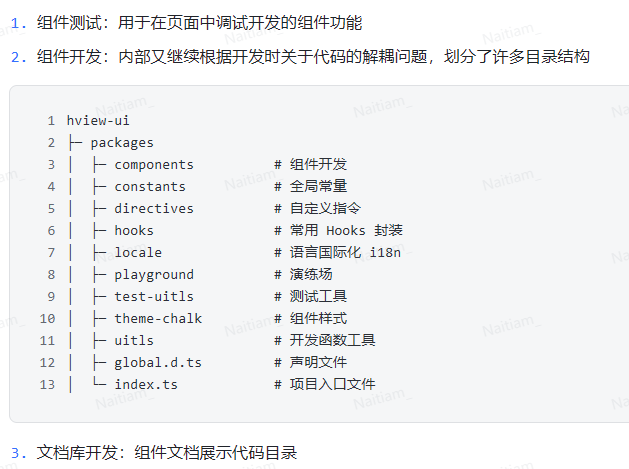 1. 组件测试：用于在页面中调试开发的组件功能
2. 组件开发：内部又继续根据开发时关于代码的解耦问题，划分了许多目录结构
1 hview-ui
2 ├─ packages
3 │  ├─ components          # 组件开发
4 │  ├─ constants           # 全局常量
5 │  ├─ directives          # 自定义指令
6 │  ├─ hooks               # 常用 Hooks 封装
7 │  ├─ locale              # 语言国际化 i18n
8 │  ├─ playground          # 演练场
9 │  ├─ test-uitls          # 测试工具
10 │  ├─ theme-chalk         # 组件样式
11 │  ├─ uitls               # 开发函数工具
12 │  ├─ global.d.ts         # 声明文件
13 │  └─ index.ts            # 项目入口文件
3. 文档库开发：组件文档展示代码目录
Naitiam_